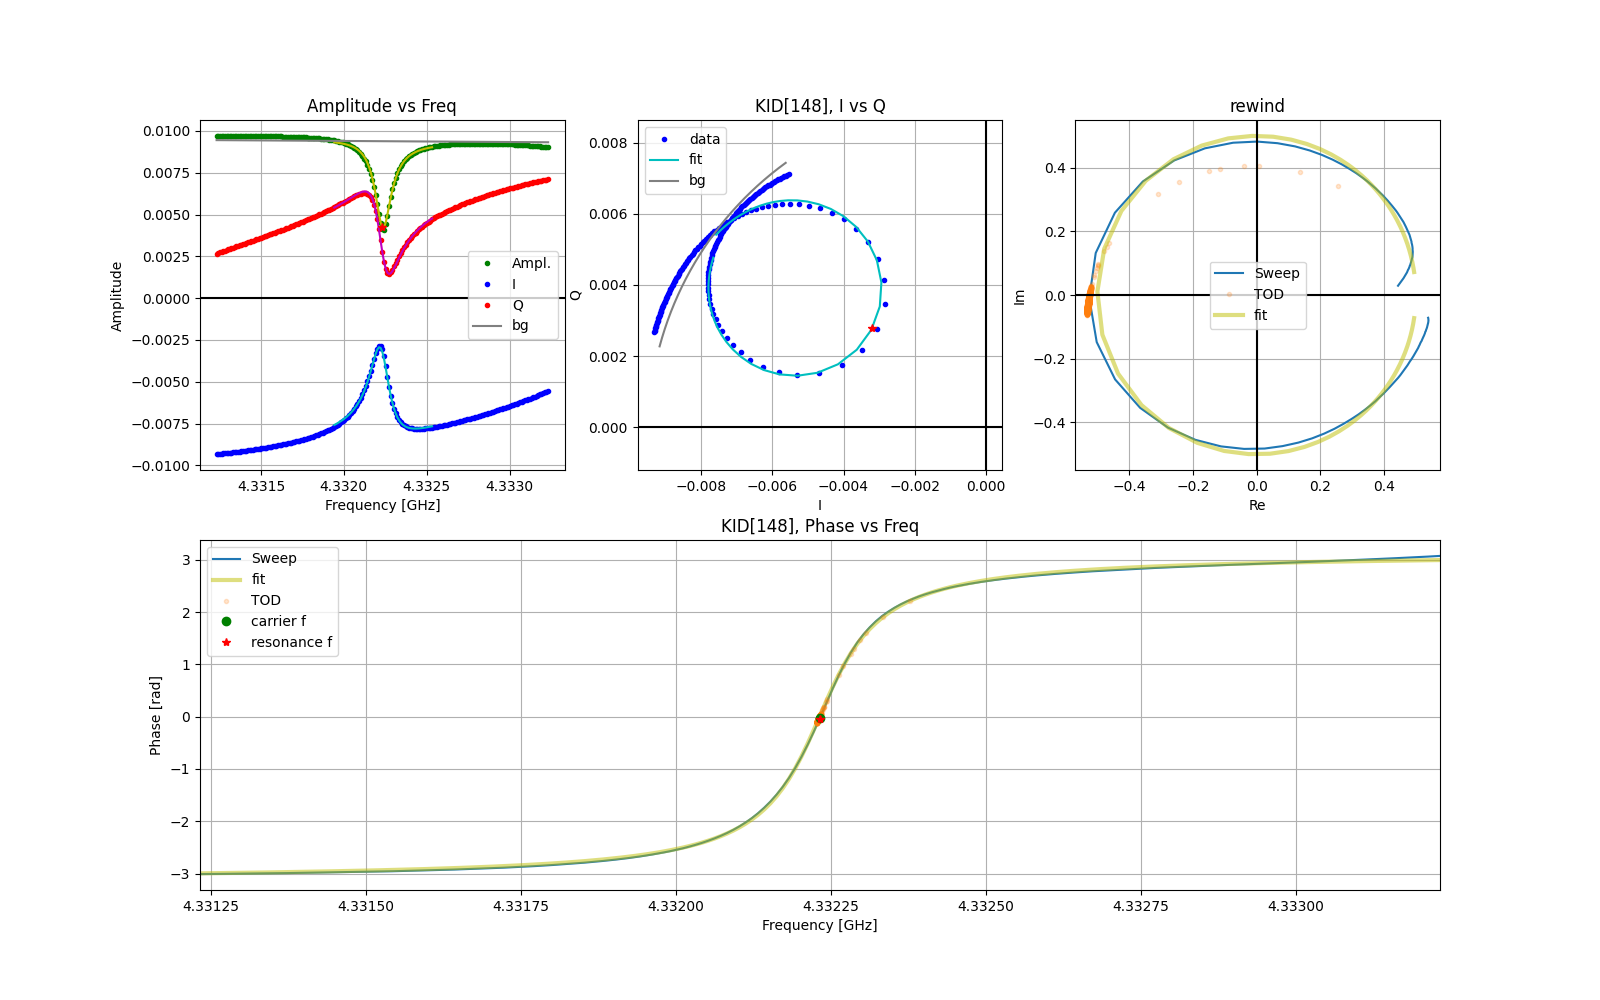 Amplitude vs Freq
0.0100
0.0075
0.0050
0.0025
0.0000
−0.0025
−0.0050
−0.0075
−0.0100
Amplitude
Ampl.
I
Q
bg
4.3315
4.3320
4.3325
4.3330
Frequency [GHz]
KID[148], I vs Q
data
fit
bg
0.008
0.006
0.004
0.002
0.000
Q
−0.008
−0.006
−0.004
−0.002
0.000
I
rewind
0.4
0.2
0.0
−0.2
−0.4
Im
Sweep
TOD
fit
−0.4
−0.2
0.0
0.2
0.4
Re
KID[148], Phase vs Freq
Sweep
fit
TOD
carrier f
resonance f
3
2
1
0
−1
−2
−3
Phase [rad]
4.33125
4.33150
4.33175
4.33200
4.33225
4.33250
4.33275
4.33300
Frequency [GHz]